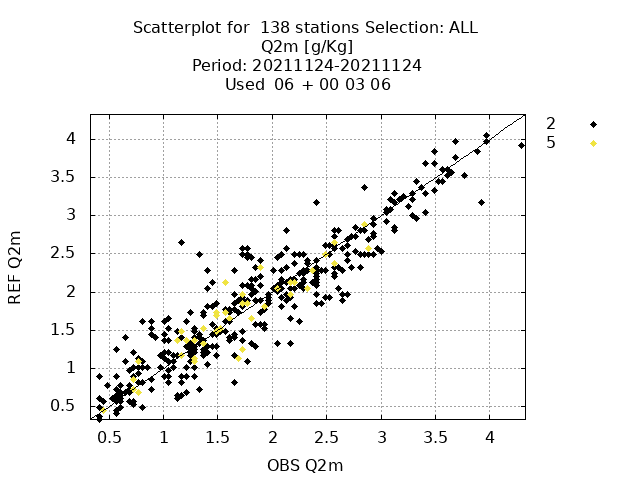 Scatterplot for  138 stations Selection: ALL
Q2m [g/Kg]
Period: 20211124-20211124
Used  06 + 00 03 06
2
5
REF Q2m
4
3.5
3
2.5
2
1.5
1
0.5
0.5 1 1.5 2 2.5 3 3.5 4
OBS Q2m